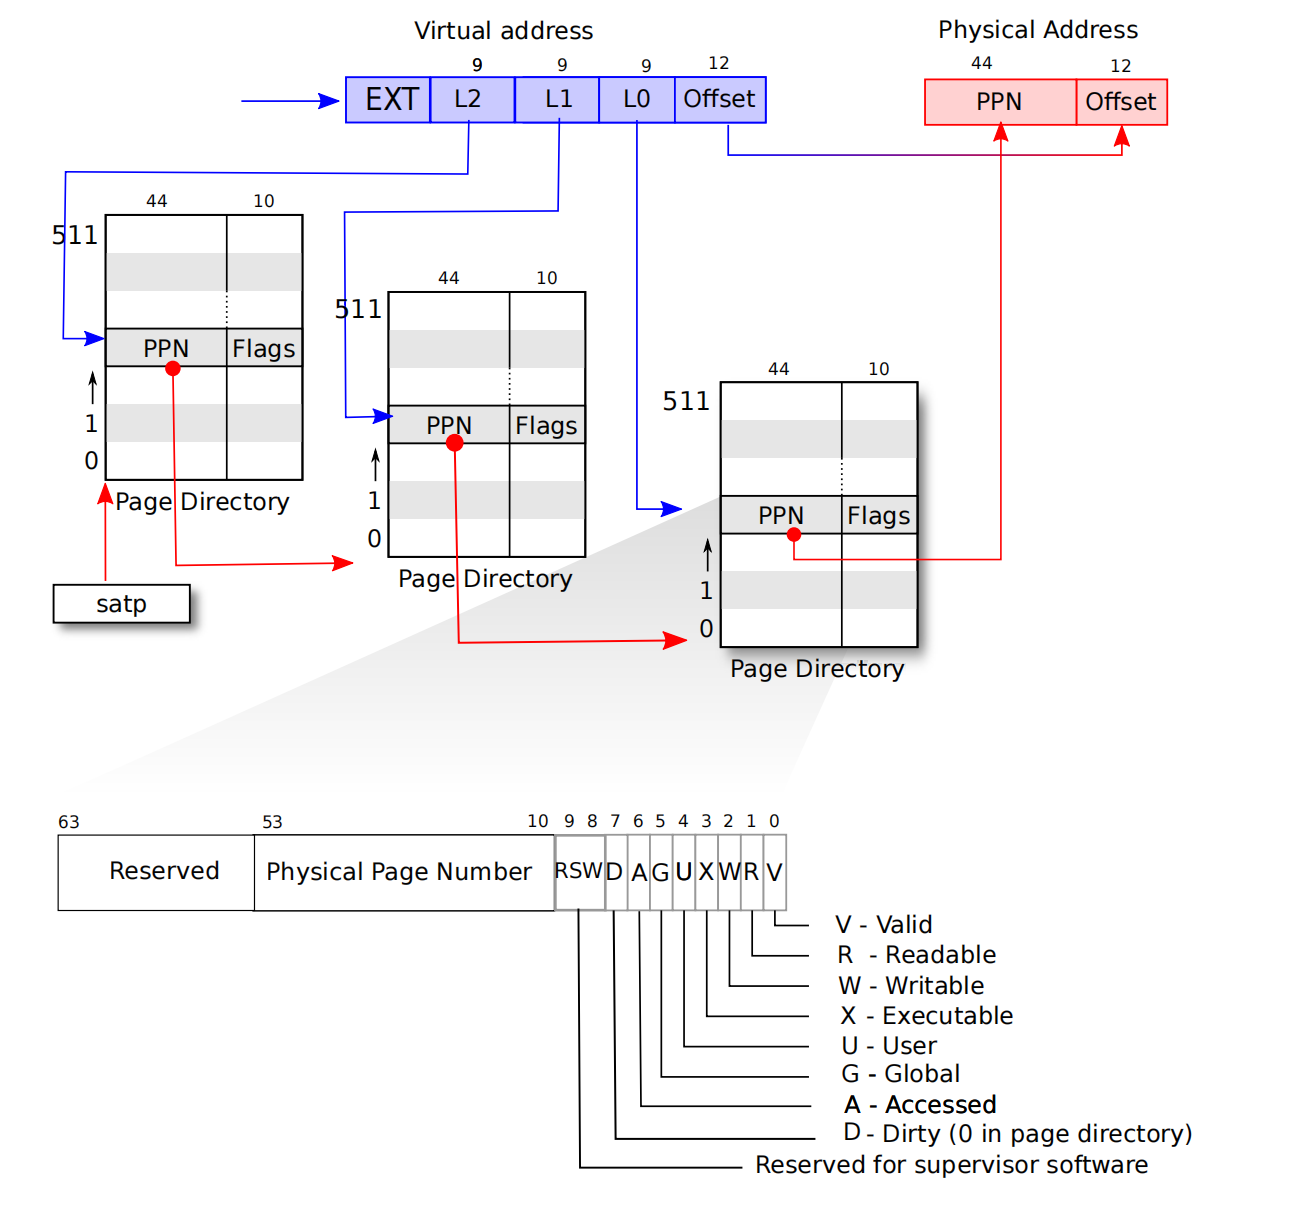 Virtual address
Physical Address
9 9 9 12
44 12
EXT L2 L1 L0 Offset
PPN Offset
44 10
511
PPN Flags
1
0
Page Directory
satp
44 10
511
PPN Flags
1
0
Page Directory
44 10
511
PPN Flags
1
0
Page Directory
63 53 10 9 8 7 6 5 4 3 2 1 0
Reserved Physical Page Number RSW D A G U X W R V
V - Valid
R - Readable
W - Writable
X - Executable
U - User
G - Global
A - Accessed
D - Dirty (0 in page directory)
Reserved for supervisor software